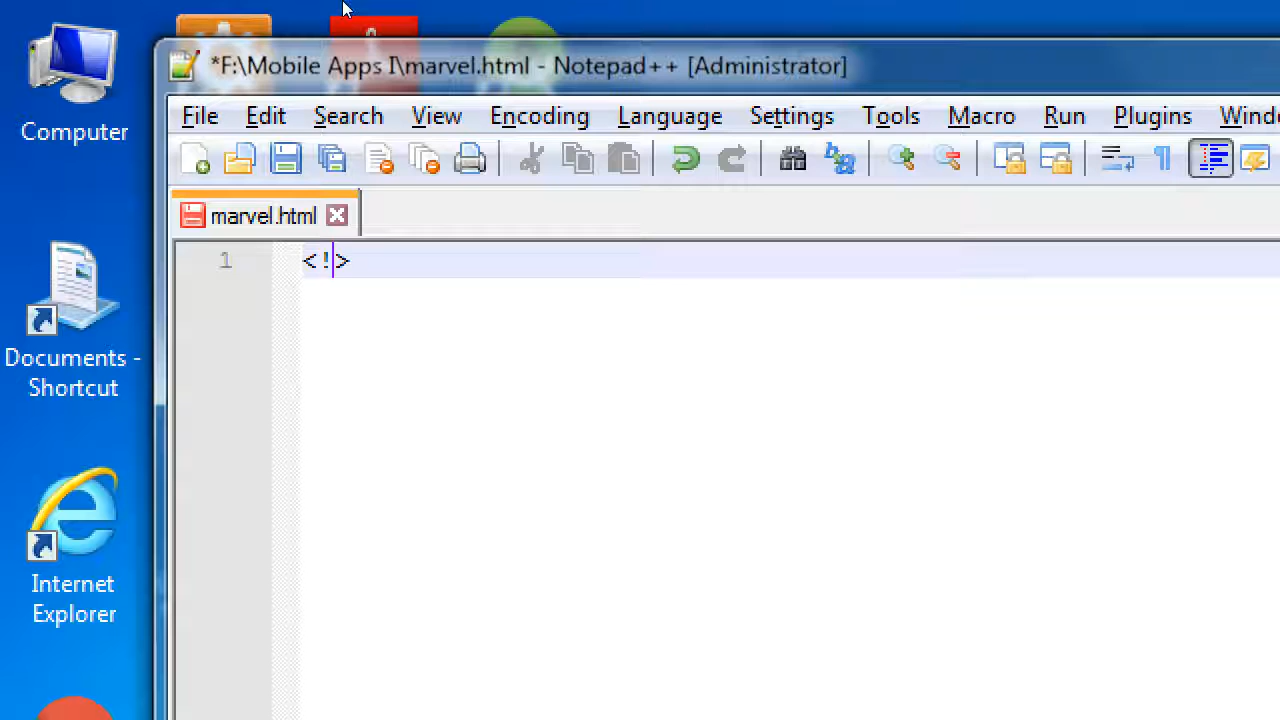 Computer
Documents -
Shortcut
Internet
Explorer
*F:\Mobile Apps I\marvel.html - Notepad++ [Administrator]
File Edit Search View Encoding Language Settings Tools Macro Run Plugins
marvel.html
1 <!>